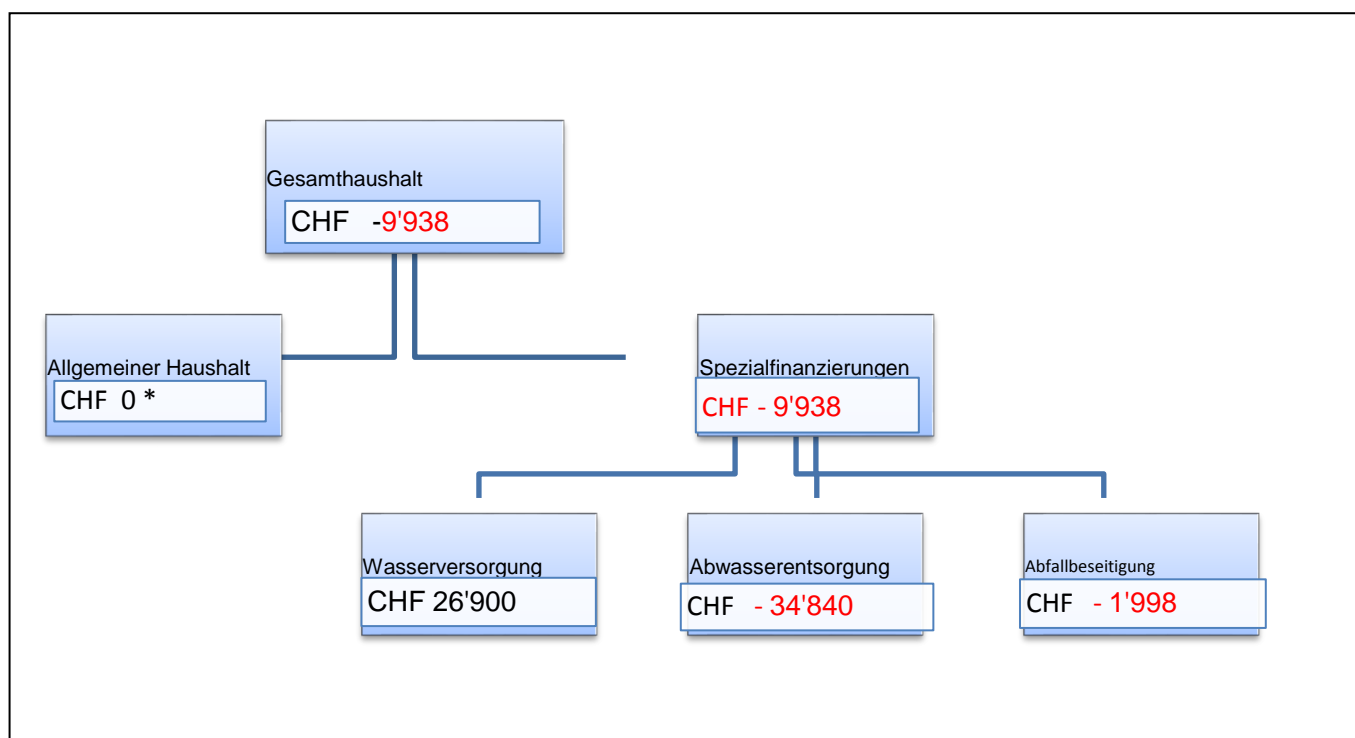 Gesamthaushalt
CHF -9'938
Allgemeiner Haushalt
CHF 0 *
Spezialfinanzierungen
CHF - 9'938
Wasserversorgung
CHF 26'900
Abwasserentsorgung
CHF - 34'840
Abfallbeseitigung
CHF - 1'998